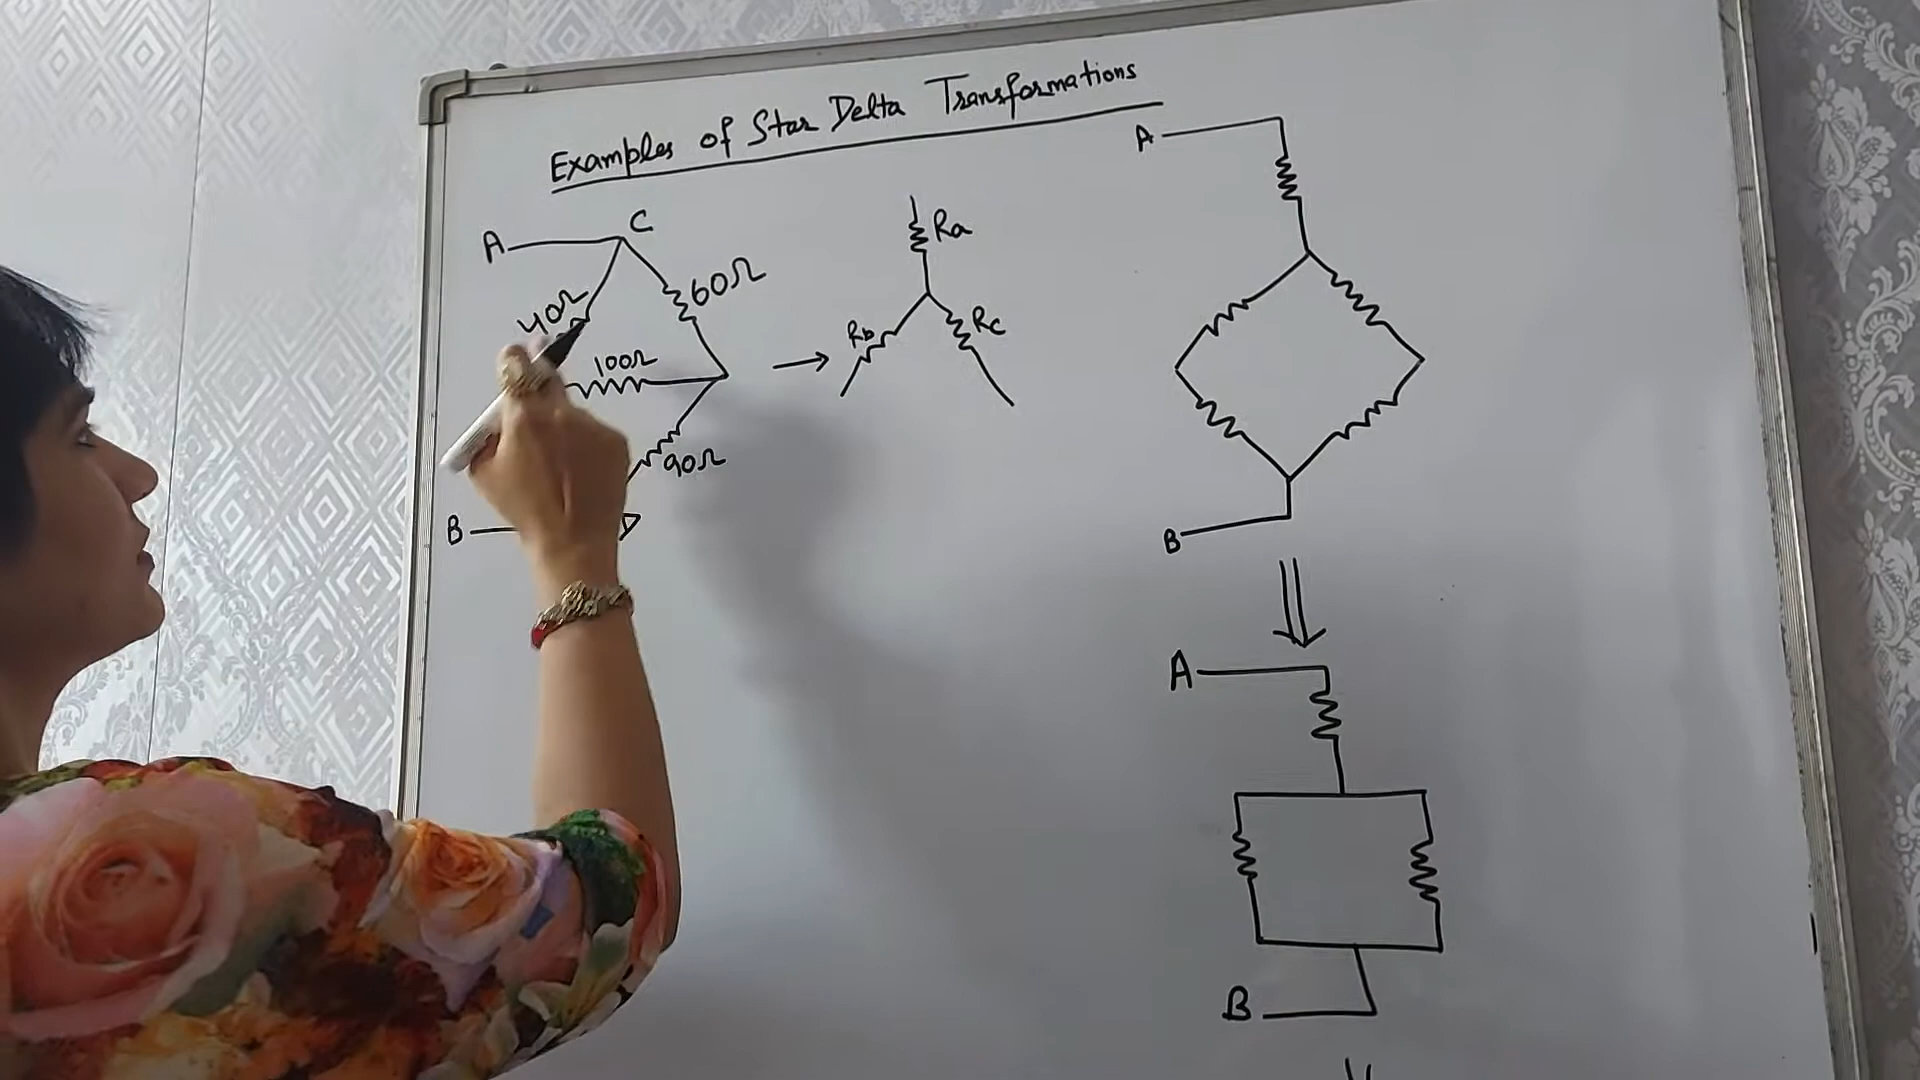 Examples of Star Delta Transformations
A
C
40Ω
60Ω
100Ω
90Ω
B
Ra
Rb
Rc
A
B
A
B